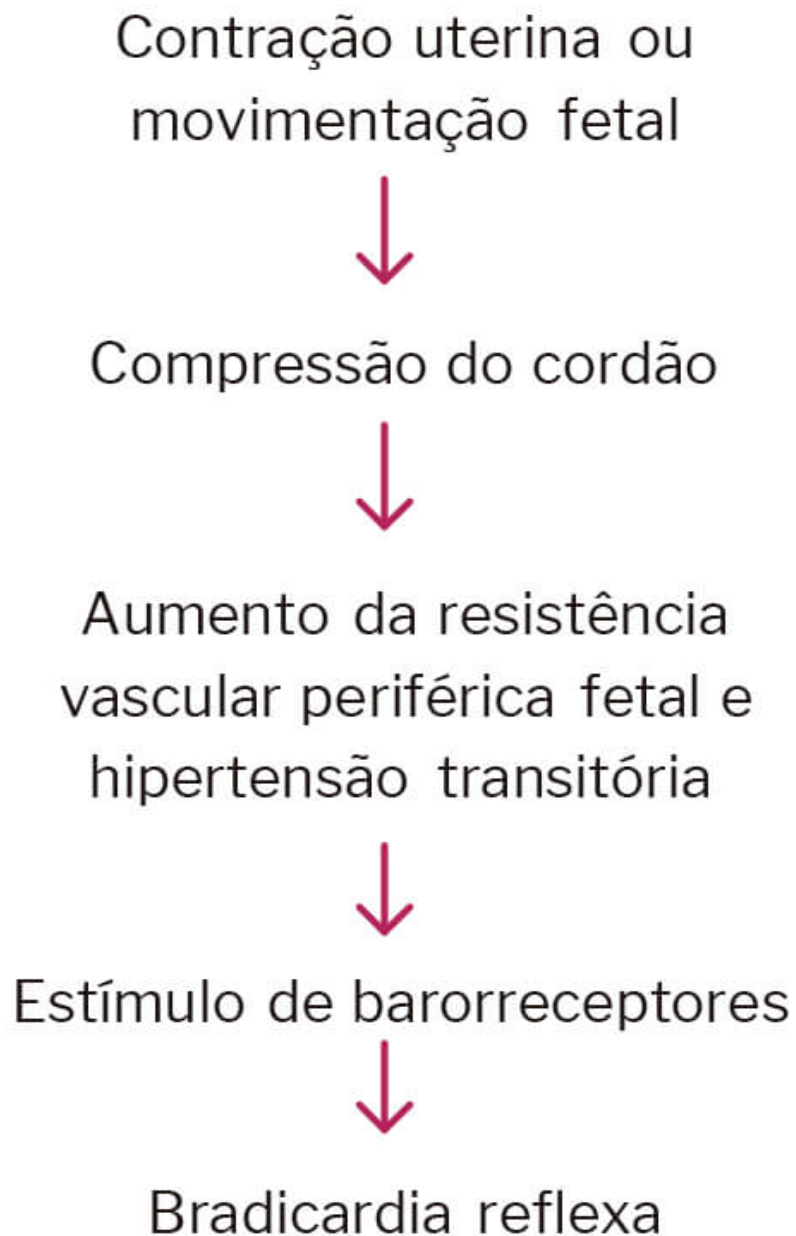 Contração uterina ou
movimentação fetal
Compressão do cordão
Aumento da resistência
vascular periférica fetal e
hipertensão transitória
Estímulo de barorreceptores
Bradicardia reflexa